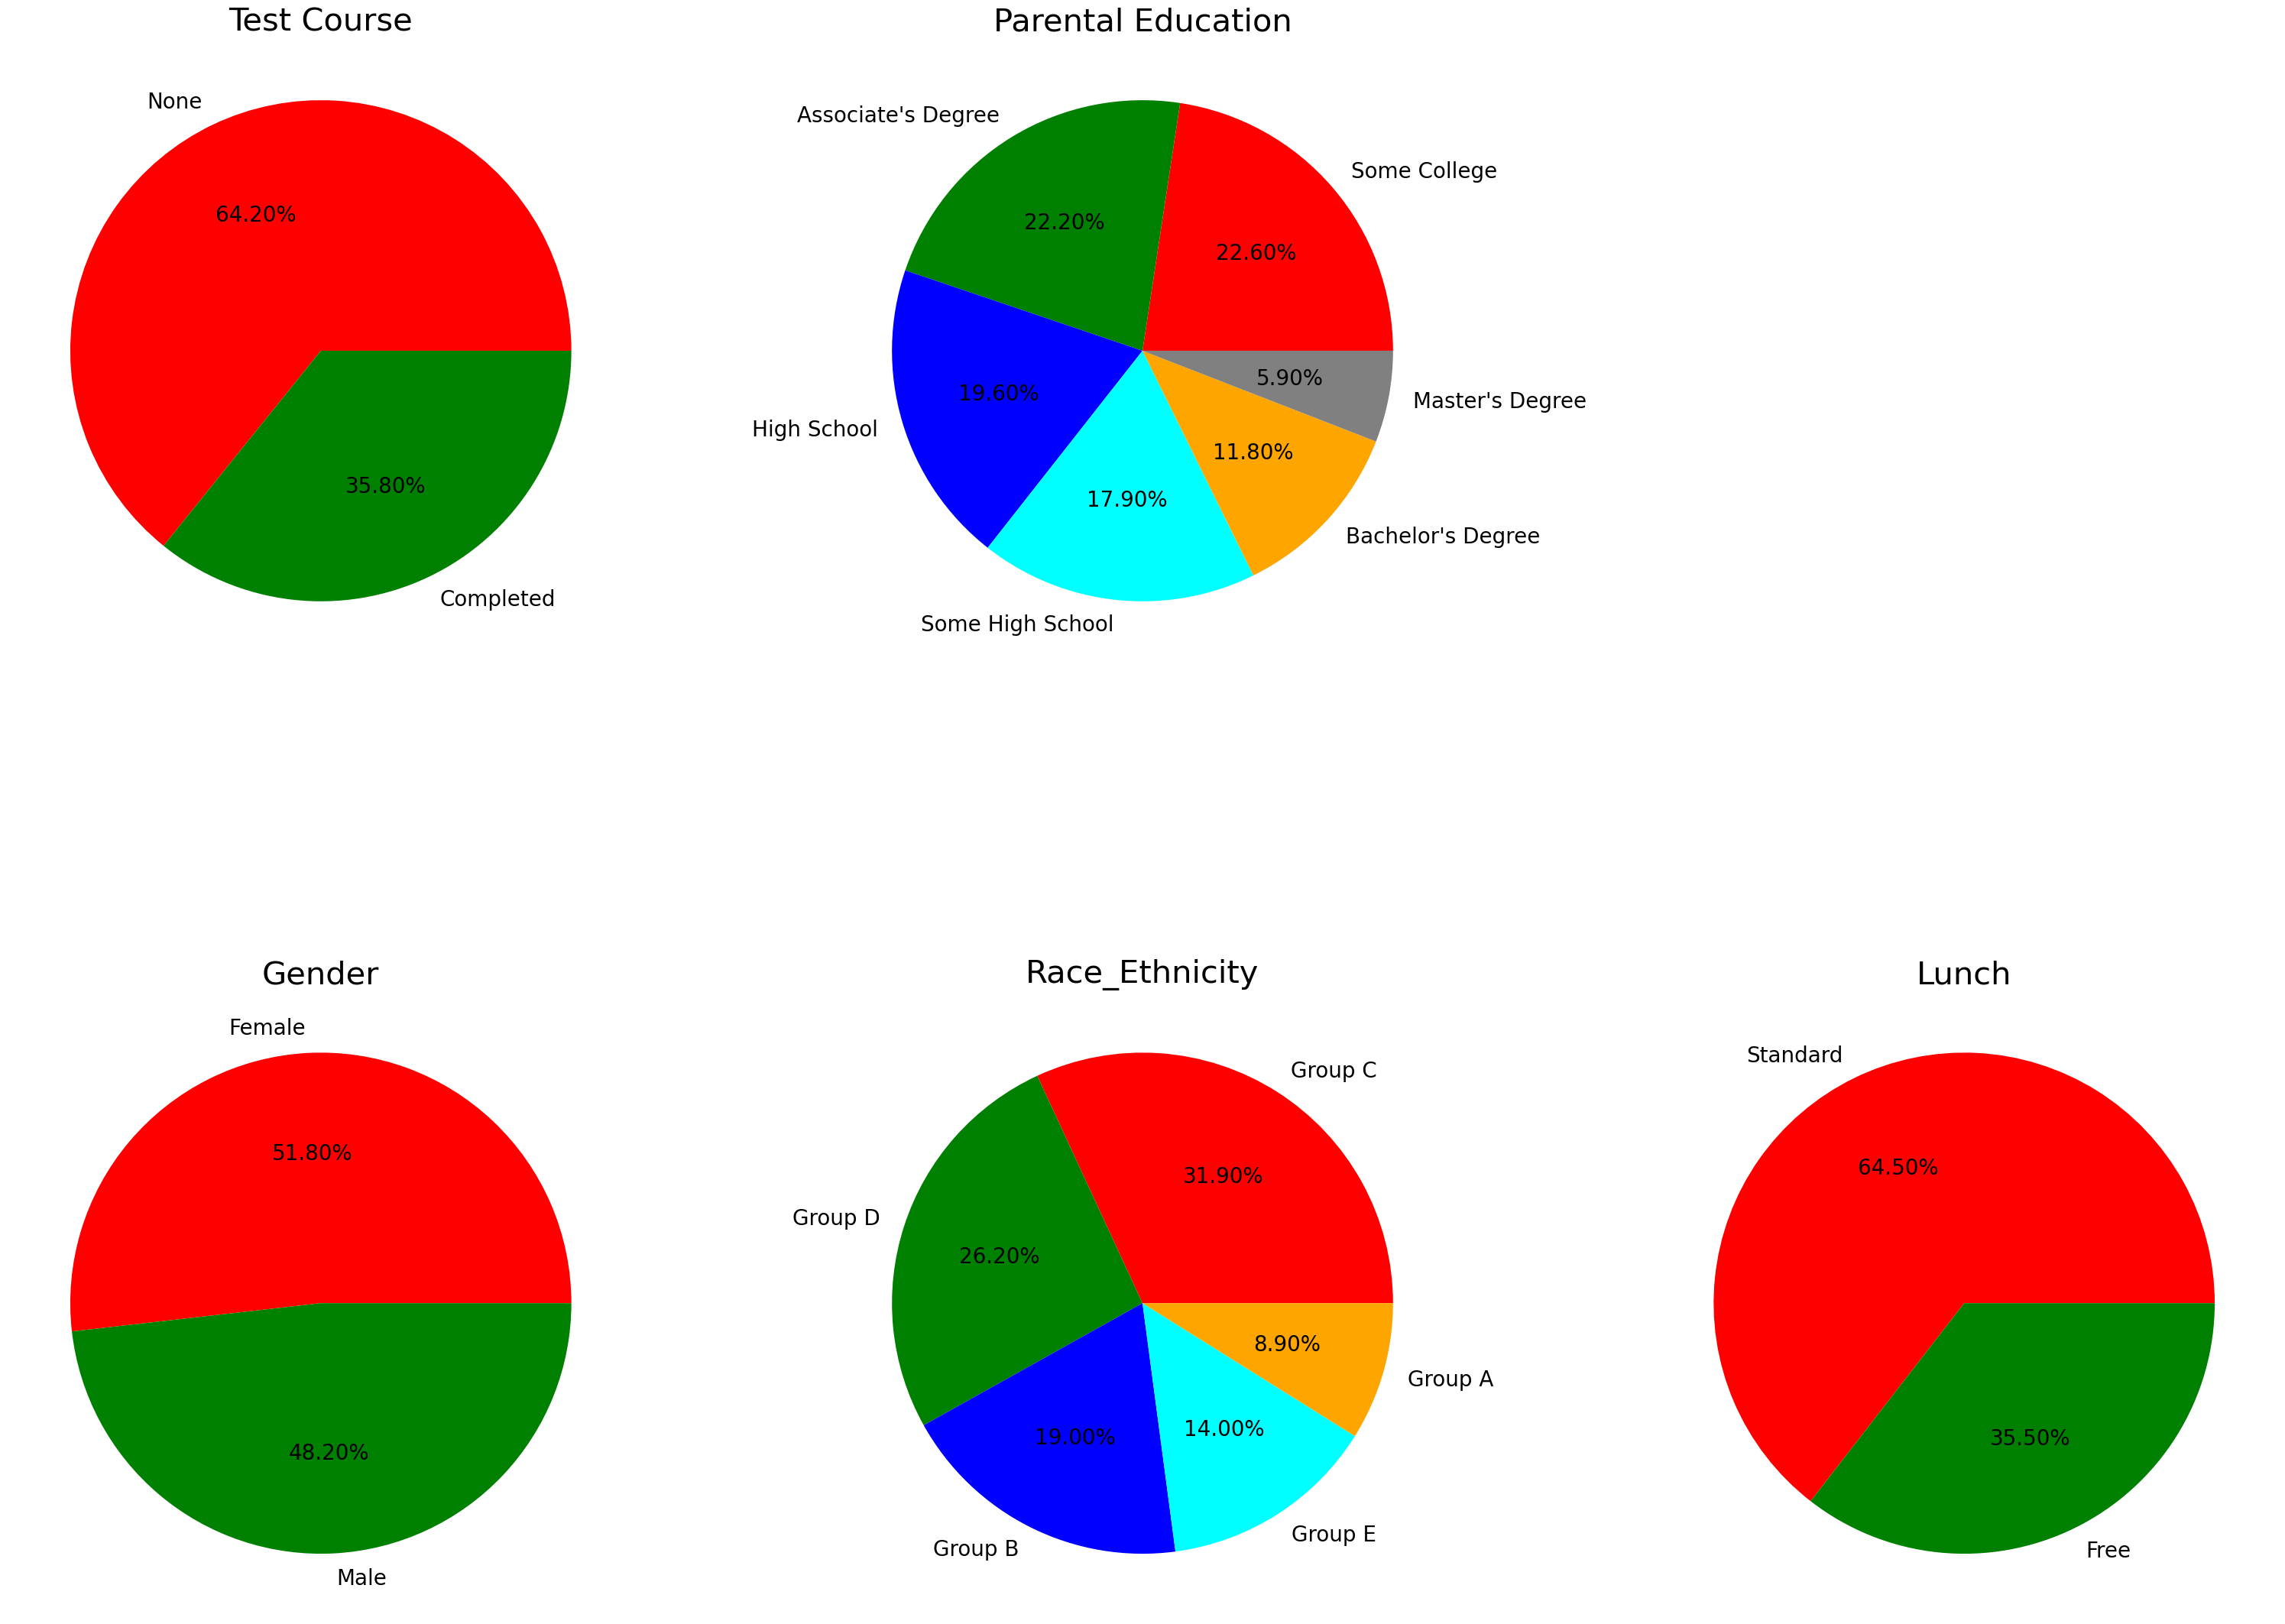 Test Course
None
64.20%
35.80%
Completed
Parental Education
Associate's Degree
Some College
22.20%
22.60%
5.90%
Master's Degree
19.60%
High School
11.80%
17.90%
Bachelor's Degree
Some High School
Gender
Female
51.80%
48.20%
Male
Race_Ethnicity
Group C
31.90%
Group D
26.20%
8.90%
Group A
19.00%
14.00%
Group B
Group E
Lunch
Standard
64.50%
35.50%
Free